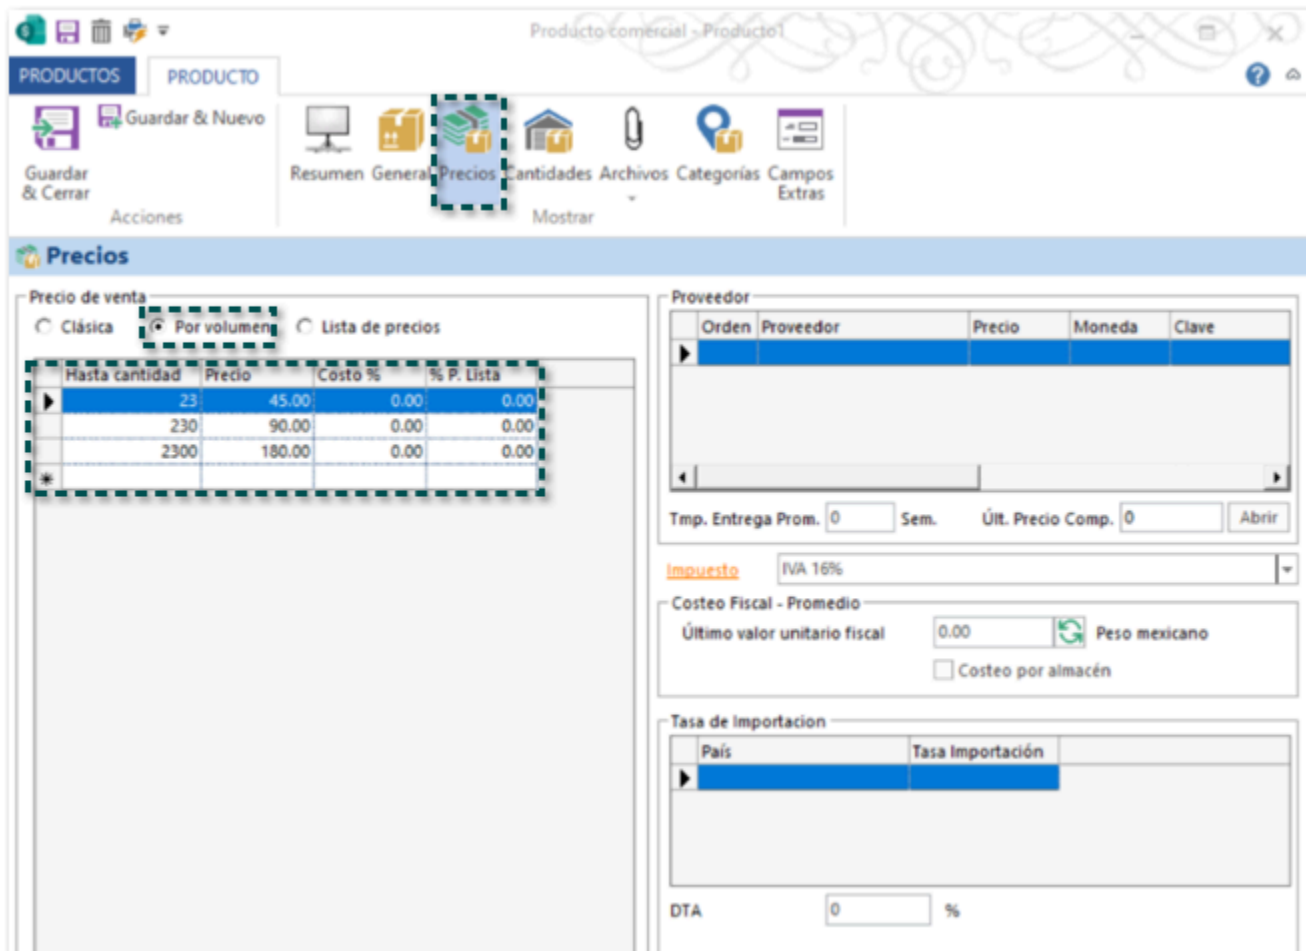 Producto comercial - Producto1
PRODUCTOS PRODUCTO
Guardar & Nuevo
Guardar & Cerrar
Resumen General Precios Cantidades Archivos Categorías Campos Extras
Acciones Mostrar
Precios
Precio de venta
Clásica Por volumen Lista de precios
Hasta cantidad Precio Costo % % P. Lista
23 45.00 0.00 0.00
230 90.00 0.00 0.00
2300 180.00 0.00 0.00
Proveedor
Orden Proveedor Precio Moneda Clave
Tmp. Entrega Prom. 0 Sem. Últ. Precio Comp. 0 Abrir
Impuesto IVA 16%
Costeo Fiscal - Promedio
Último valor unitario fiscal 0.00 Peso mexicano
Costeo por almacén
Tasa de Importacion
País Tasa Importación
DTA 0 %